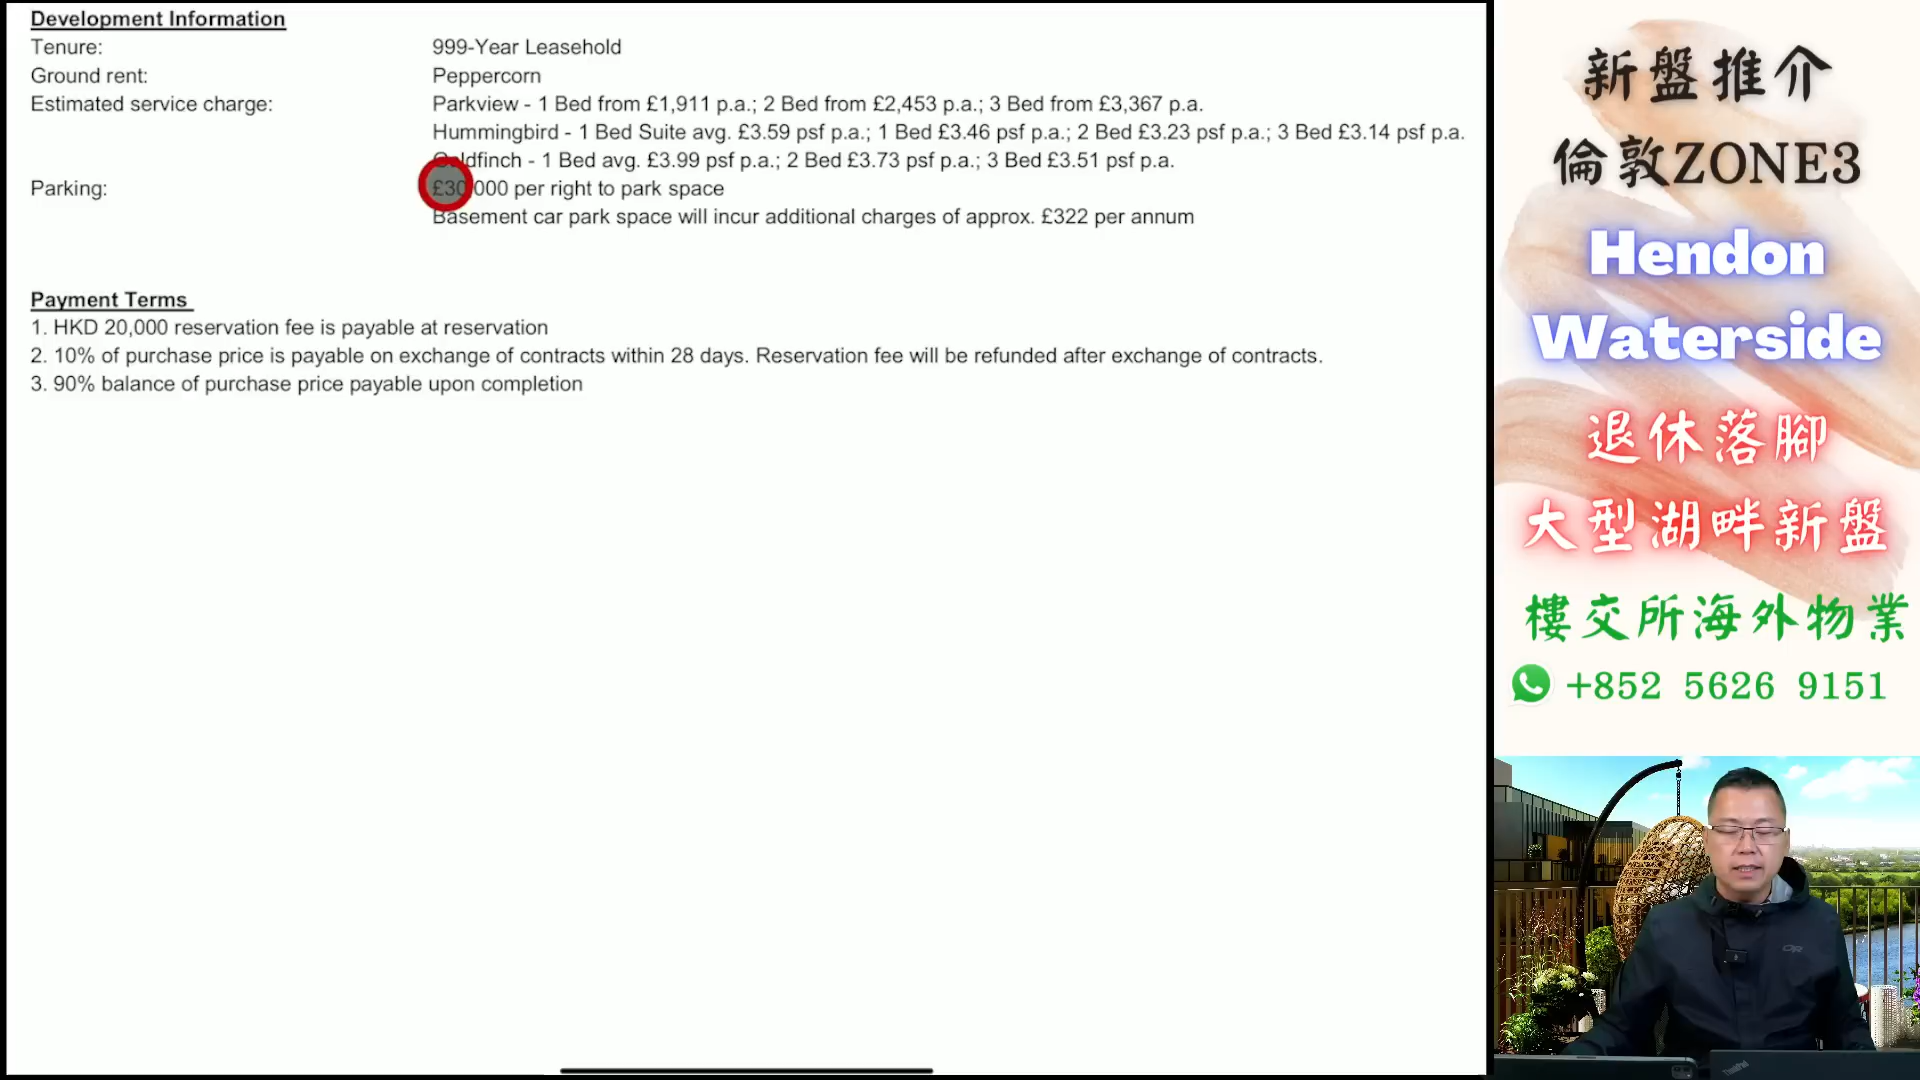 Development Information
Tenure: 999-Year Leasehold
Ground rent: Peppercorn
Estimated service charge: Parkview - 1 Bed from £1,911 p.a.; 2 Bed from £2,453 p.a.; 3 Bed from £3,367 p.a.
Hummingbird - 1 Bed Suite avg. £3.59 psf p.a.; 1 Bed £3.46 psf p.a.; 2 Bed £3.23 psf p.a.; 3 Bed £3.14 psf p.a.
Goldfinch - 1 Bed avg. £3.99 psf p.a.; 2 Bed £3.73 psf p.a.; 3 Bed £3.51 psf p.a.
Parking: £30,000 per right to park space
Basement car park space will incur additional charges of approx. £322 per annum
Payment Terms
1. HKD 20,000 reservation fee is payable at reservation
2. 10% of purchase price is payable on exchange of contracts within 28 days. Reservation fee will be refunded after exchange of contracts.
3. 90% balance of purchase price payable upon completion
新盤推介
倫敦ZONE3
Hendon
Waterside
退休落腳
大型湖畔新盤
樓交所海外物業
+852 5626 9151
OR
ThinkPad